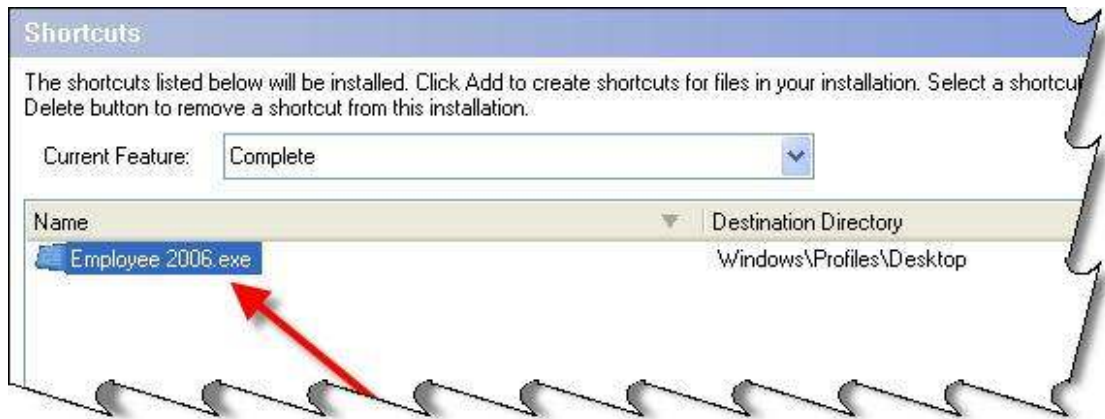 Shortcuts
The shortcuts listed below will be installed. Click Add to create shortcuts for files in your installation. Select a
Delete button to remove a shortcut from this installation.
Current Feature: Complete
Name Destination Directory
Employee 2006.exe Windows\Profiles\Desktop